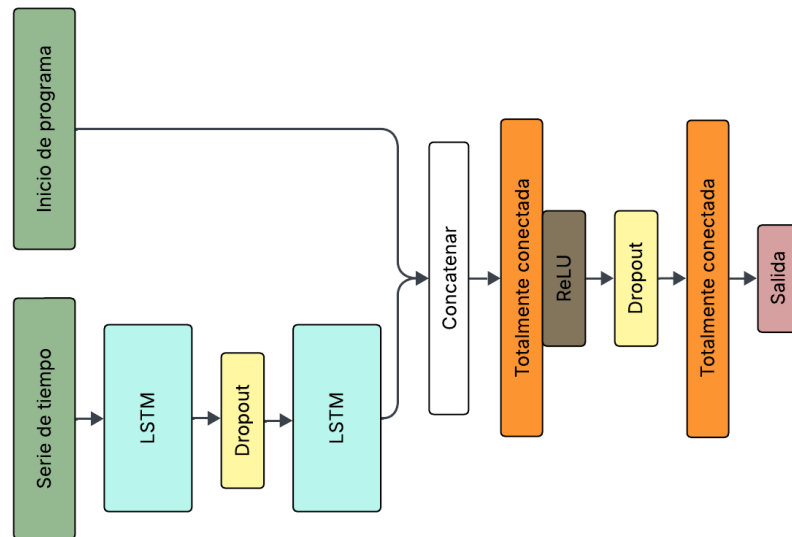 Inicio de programa
Serie de tiempo
LSTM
Dropout
LSTM
Concatenar
Totalmente conectada
ReLU
Dropout
Totalmente conectada
Salida